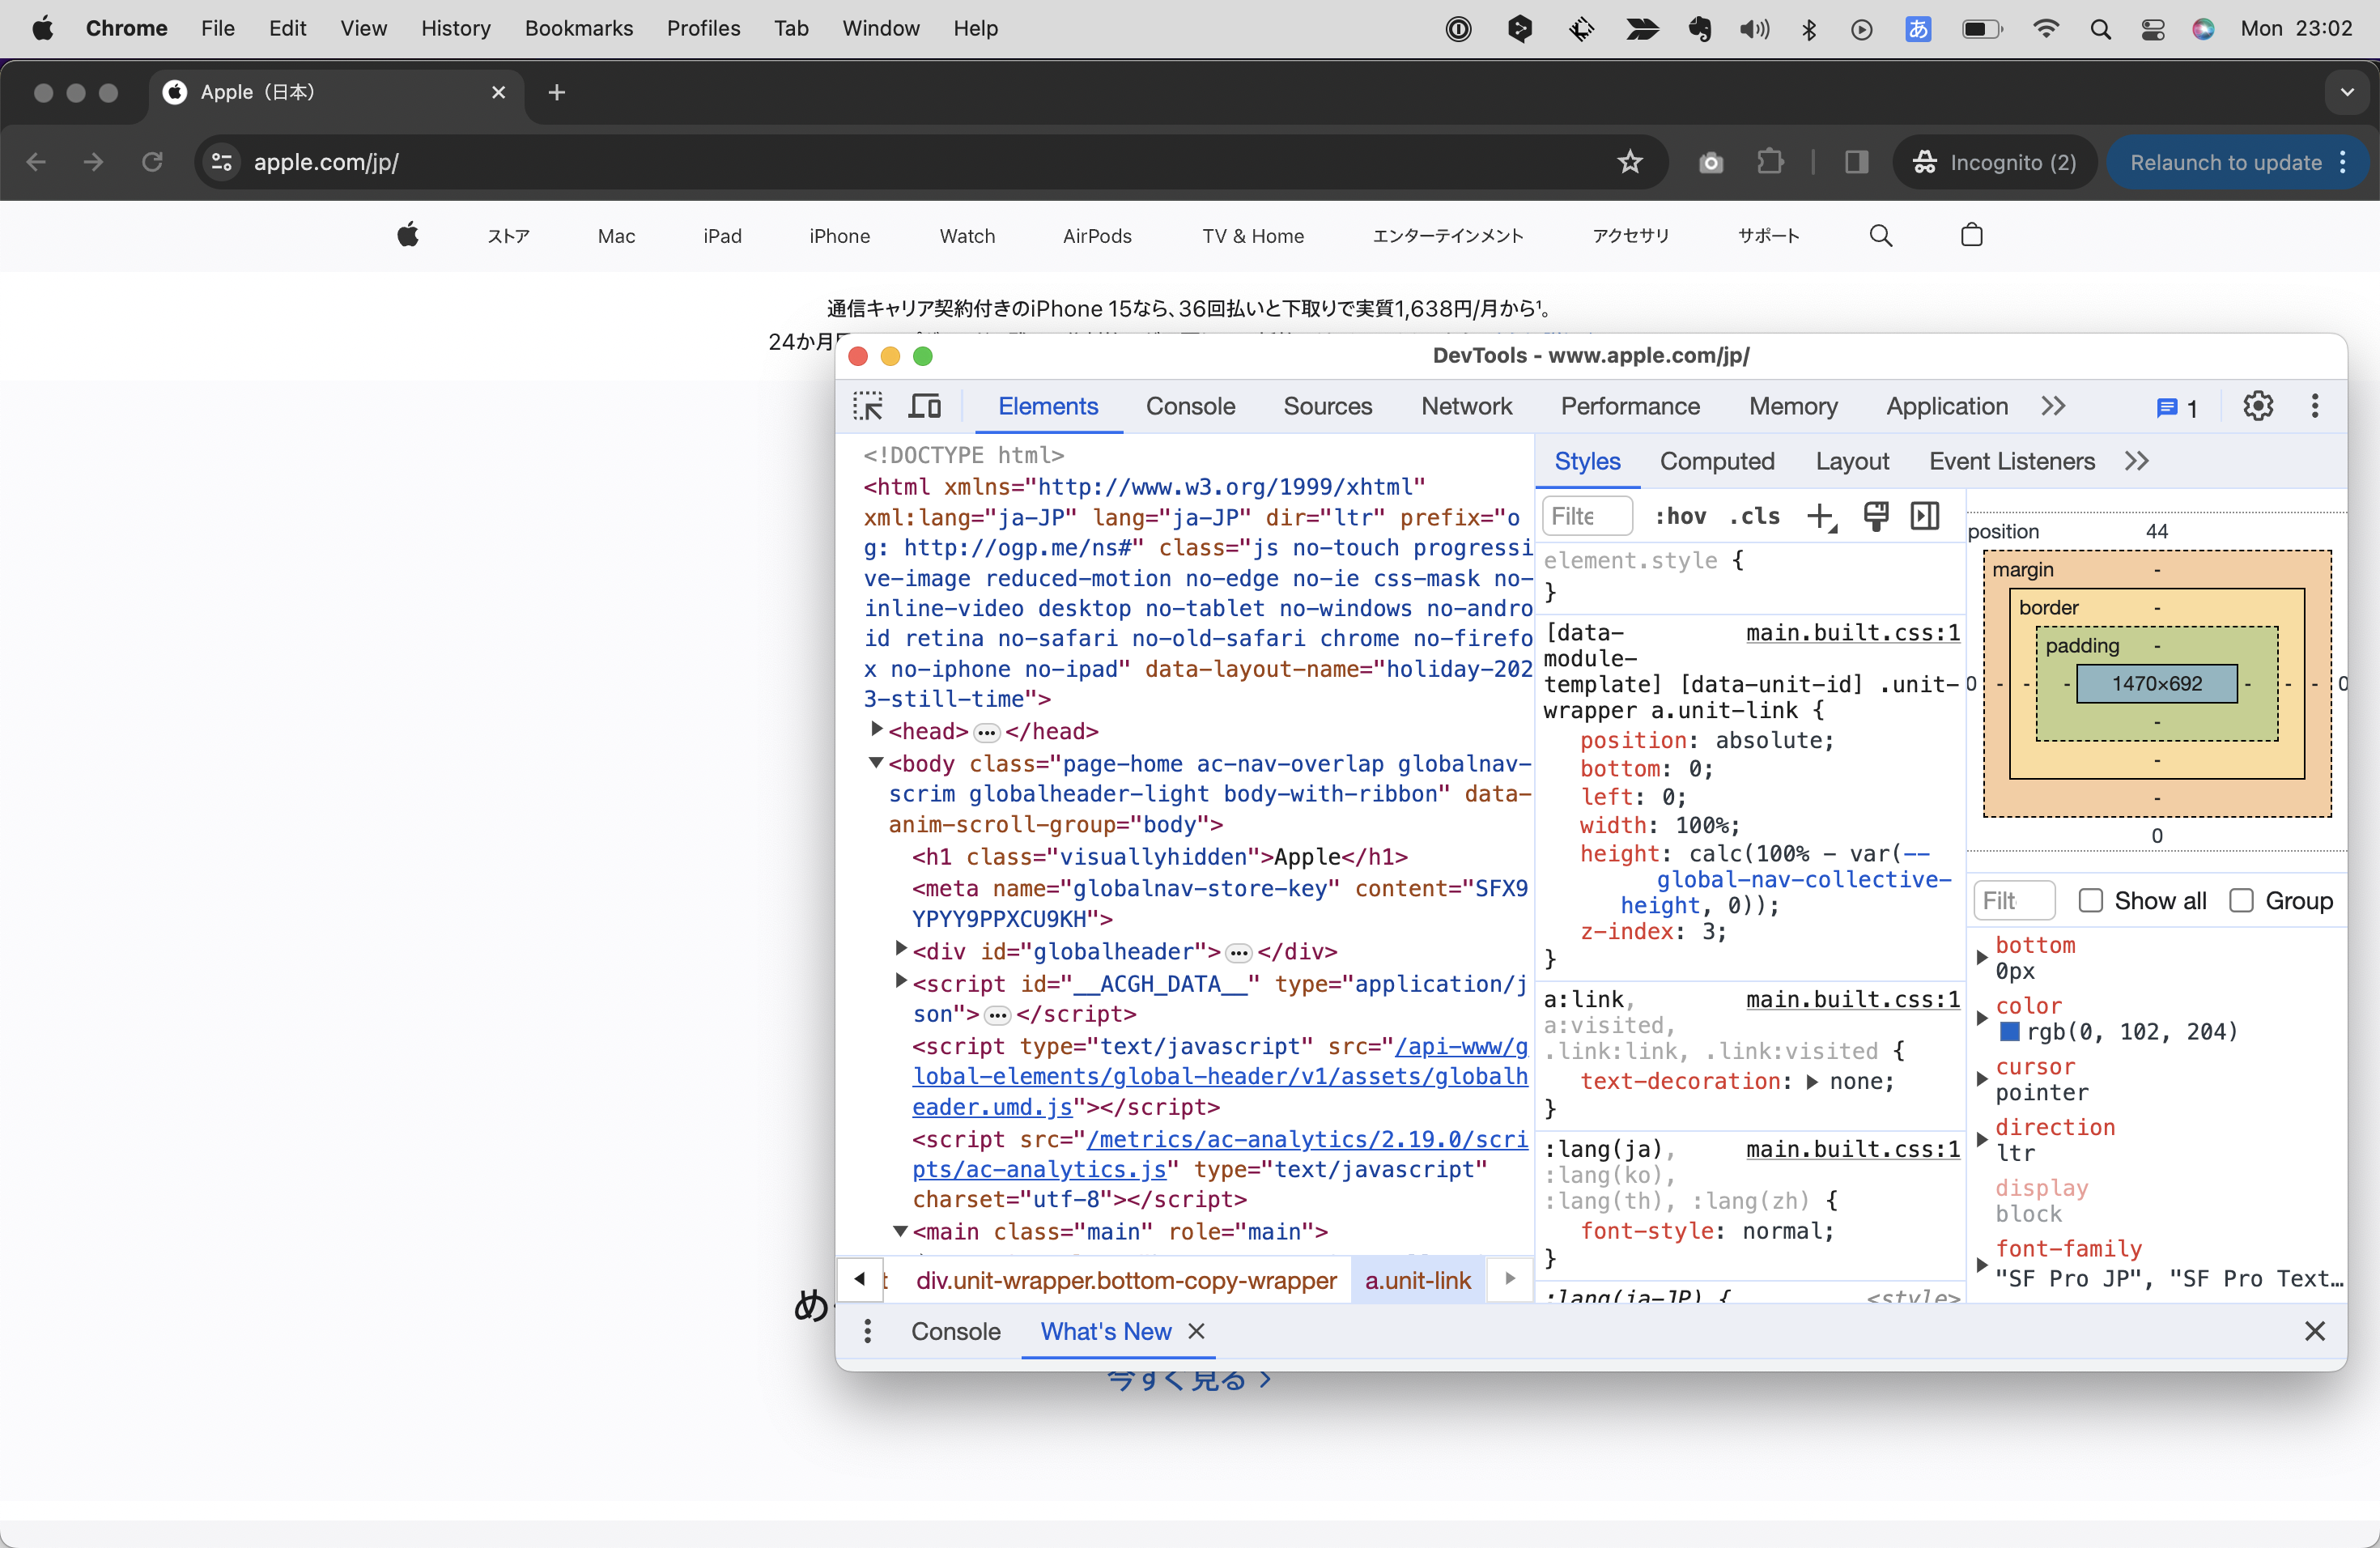 Chrome File Edit View History Bookmarks Profiles Tab Window Help
あ
Mon 23:02
Apple（日本）
apple.com/jp/
Incognito (2)
Relaunch to update
ストア Mac iPad iPhone Watch AirPods TV & Home エンターテインメント アクセサリ サポート
通信キャリア契約付きのiPhone 15なら、36回払いと下取りで実質1,638円/月から¹。
24か月
DevTools - www.apple.com/jp/
Elements Console Sources Network Performance Memory Application 1
<!DOCTYPE html>
<html xmlns="http://www.w3.org/1999/xhtml"
xml:lang="ja-JP" lang="ja-JP" dir="ltr" prefix="o
g: http://ogp.me/ns#" class="js no-touch progressi
ve-image reduced-motion no-edge no-ie css-mask no-
inline-video desktop no-tablet no-windows no-andro
id retina no-safari no-old-safari chrome no-firefo
x no-iphone no-ipad" data-layout-name="holiday-202
3-still-time">
<head>…</head>
<body class="page-home ac-nav-overlap globalnav-
scrim globalheader-light body-with-ribbon" data-
anim-scroll-group="body">
<h1 class="visuallyhidden">Apple</h1>
<meta name="globalnav-store-key" content="SFX9
YPYY9PPXCU9KH">
<div id="globalheader">…</div>
<script id="__ACGH_DATA__" type="application/j
son">…</script>
<script type="text/javascript" src="/api-www/g
lobal-elements/global-header/v1/assets/globalh
eader.umd.js"></script>
<script src="/metrics/ac-analytics/2.19.0/scri
pts/ac-analytics.js" type="text/javascript"
charset="utf-8"></script>
<main class="main" role="main">
t div.unit-wrapper.bottom-copy-wrapper a.unit-link
Styles Computed Layout Event Listeners
Filte :hov .cls
element.style {
}
[data- main.built.css:1
module-
template] [data-unit-id] .unit-
wrapper a.unit-link {
position: absolute;
bottom: 0;
left: 0;
width: 100%;
height: calc(100% - var(--
global-nav-collective-
height, 0));
z-index: 3;
}
a:link, main.built.css:1
a:visited,
.link:link, .link:visited {
text-decoration: none;
}
:lang(ja), main.built.css:1
:lang(ko),
:lang(th), :lang(zh) {
font-style: normal;
}
:lang(ja-JP) { <style>
position 44
margin -
border -
padding -
0 - - - 1470×692 - - - 0
-
-
-
0
Filt Show all Group
bottom
0px
color
rgb(0, 102, 204)
cursor
pointer
direction
ltr
display
block
font-family
"SF Pro JP", "SF Pro Text…
Console What's New
め
今すぐ見る